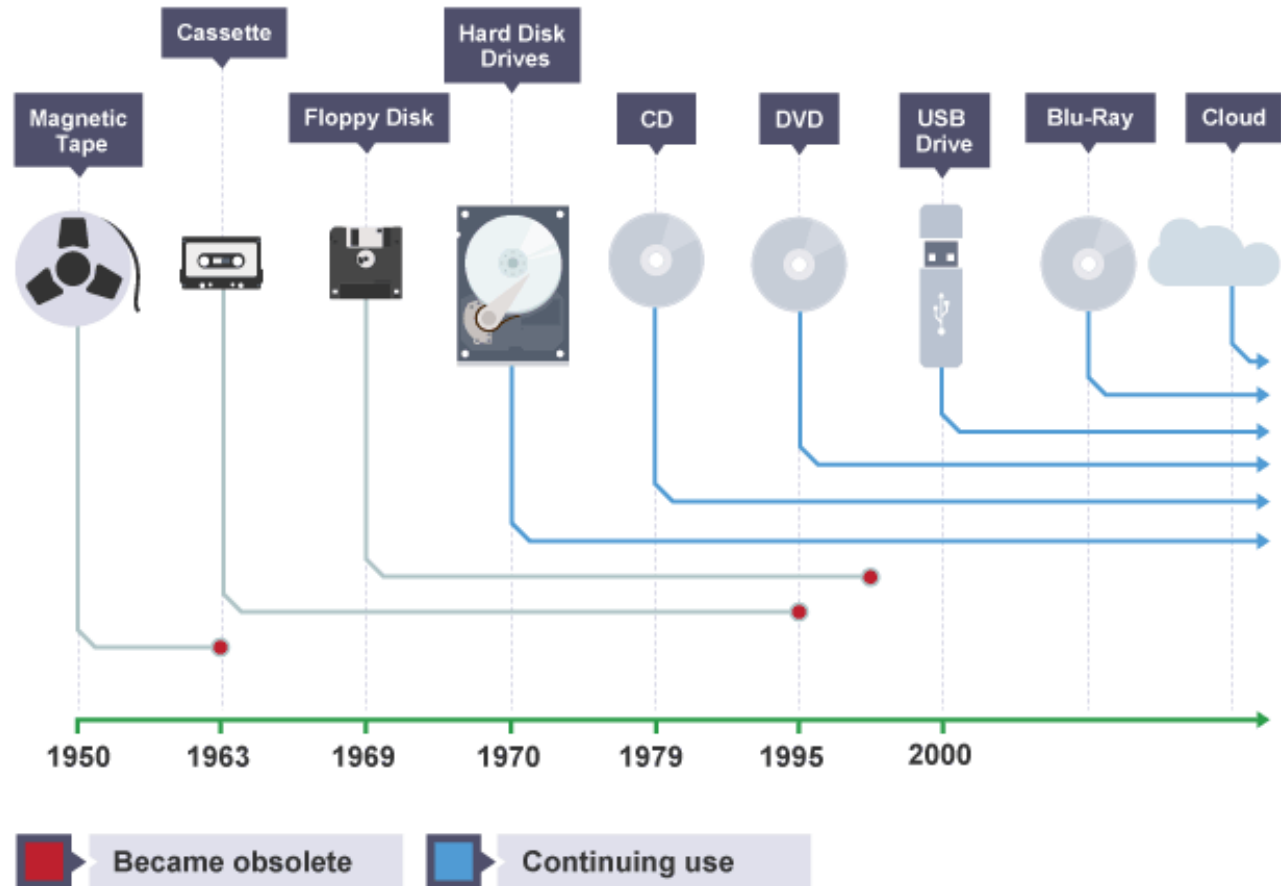 Cassette
Hard Disk
Drives
Magnetic
Tape
Floppy Disk
CD
DVD
USB
Drive
Blu-Ray
Cloud
1950
1963
1969
1970
1979
1995
2000
Became obsolete
Continuing use